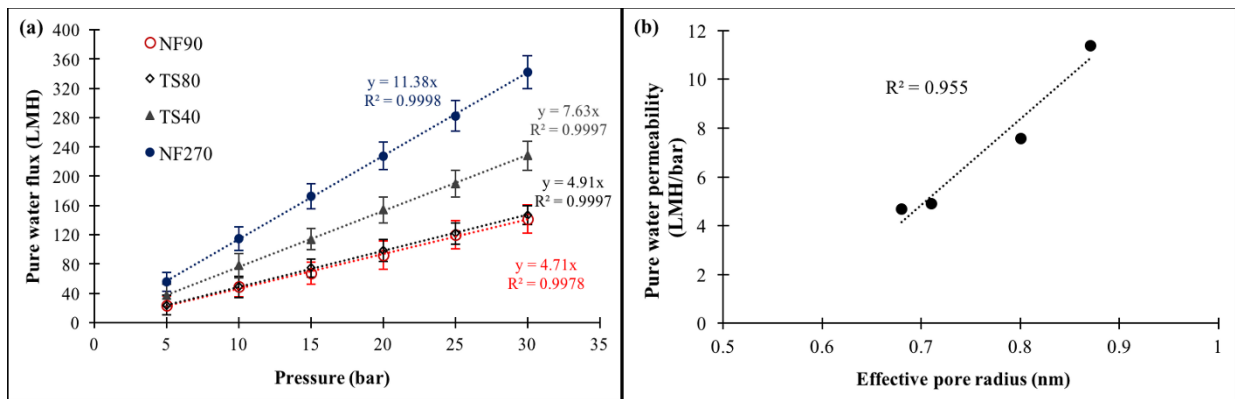 (a)
400
360
320
280
240
200
160
120
80
40
0
Pure water flux (LMH)
NF90
TS80
TS40
NF270
y = 11.38x
R² = 0.9998
y = 7.63x
R² = 0.9997
y = 4.91x
R² = 0.9997
y = 4.71x
R² = 0.9978
0 5 10 15 20 25 30 35
Pressure (bar)
(b)
12
10
8
6
4
2
0
Pure water permeability
(LMH/bar)
R² = 0.955
0.5 0.6 0.7 0.8 0.9 1
Effective pore radius (nm)